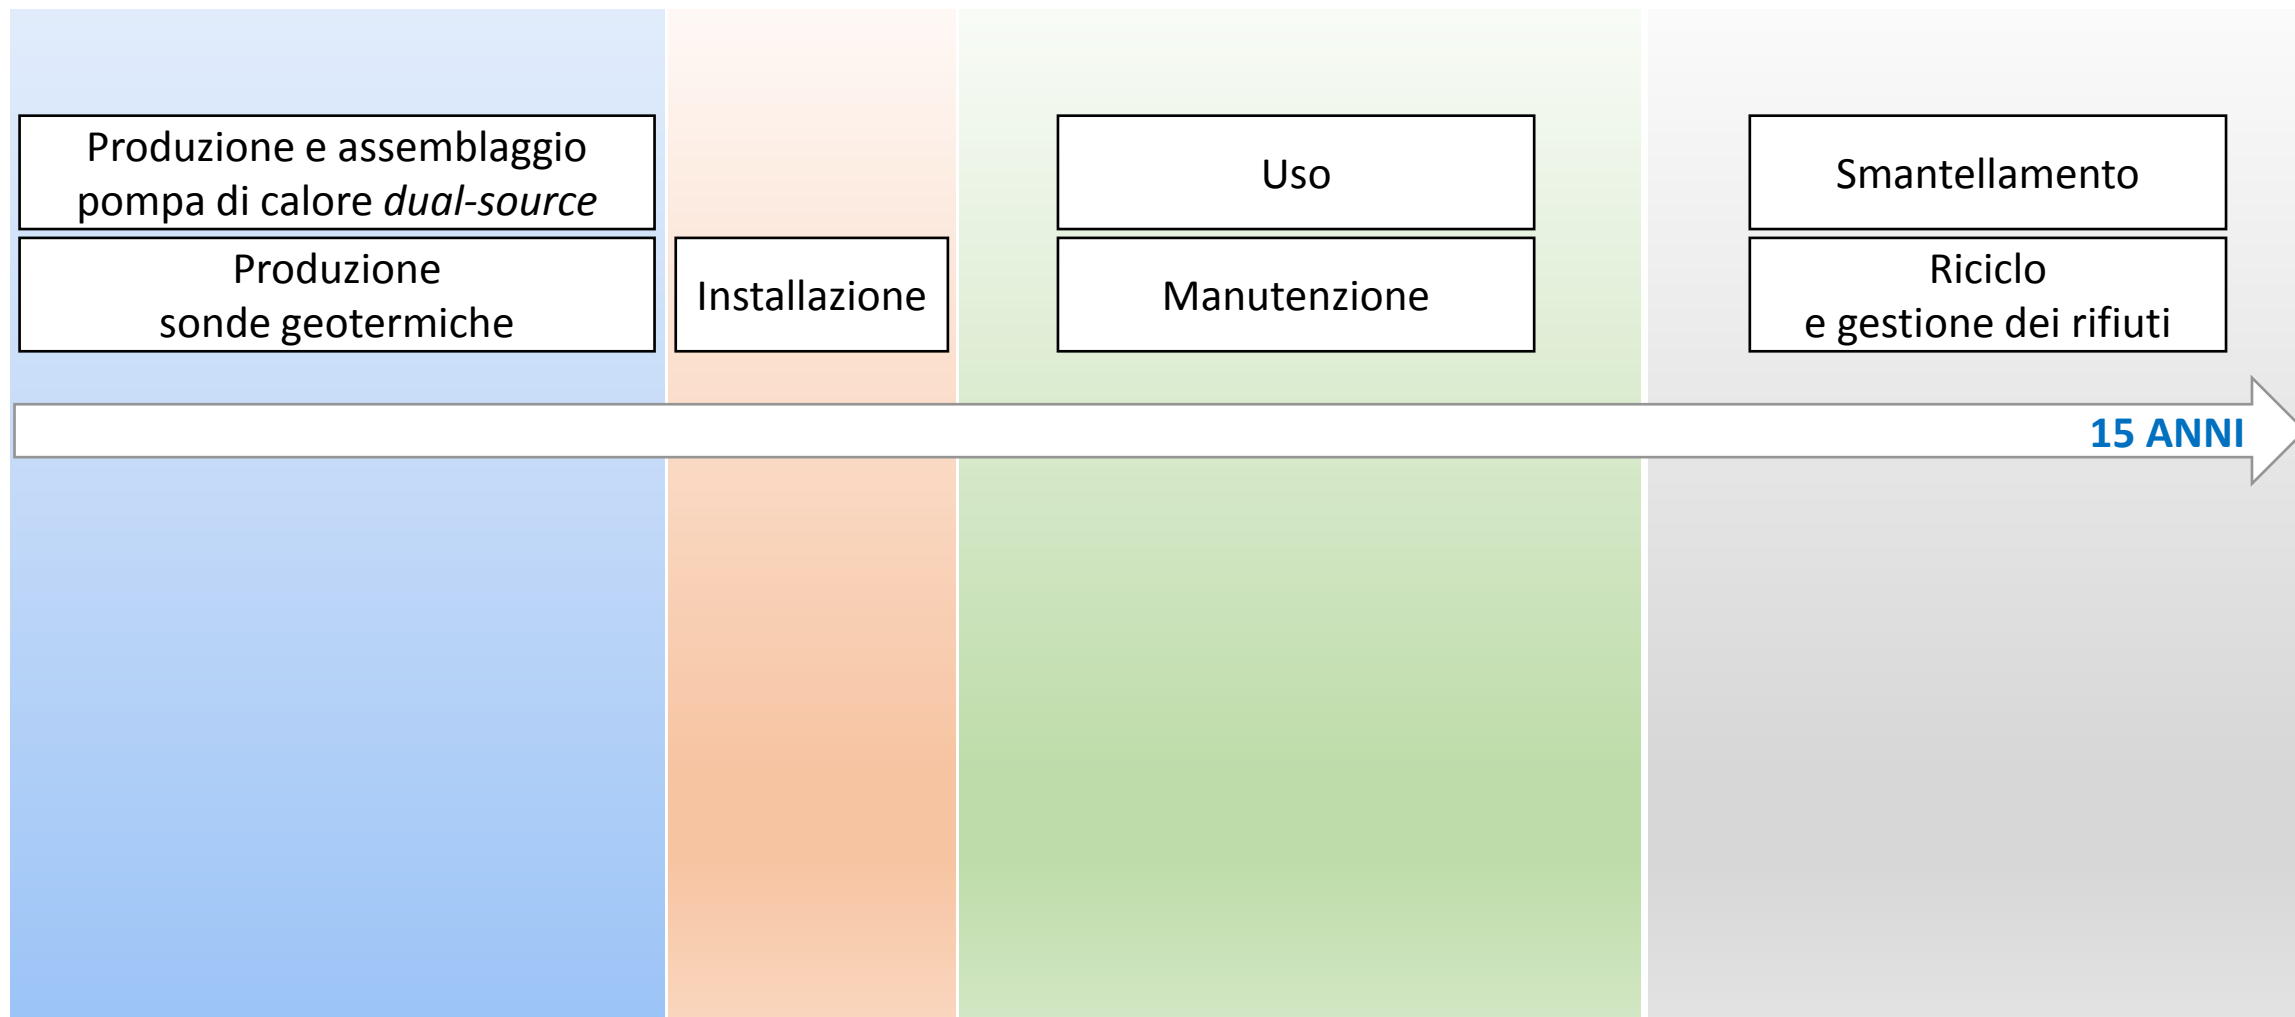 Produzione e assemblaggio
pompa di calore dual-source
Produzione
sonde geotermiche
Installazione
Uso
Manutenzione
Smantellamento
Riciclo
e gestione dei rifiuti
15 ANNI